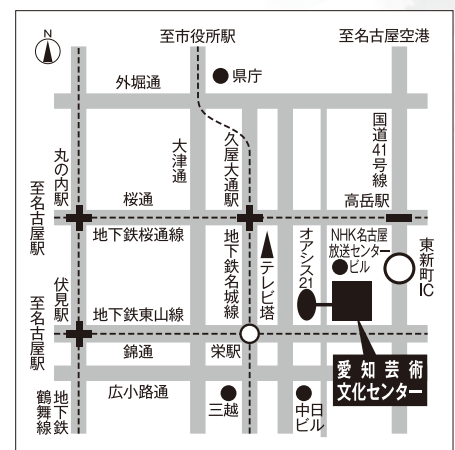 N
至市役所駅
至名古屋空港
県庁
外堀通
大津通
久屋大通駅
国道41号線
丸の内駅
至名古屋駅
桜通
高岳駅
地下鉄桜通線
地下鉄名城線
テレビ塔
オアシス21
NHK名古屋
放送センター
ビル
東新町IC
伏見駅
至名古屋駅
地下鉄東山線
錦通
栄駅
愛知芸術
文化センター
広小路通
地下鉄
鶴舞線
三越
中日
ビル